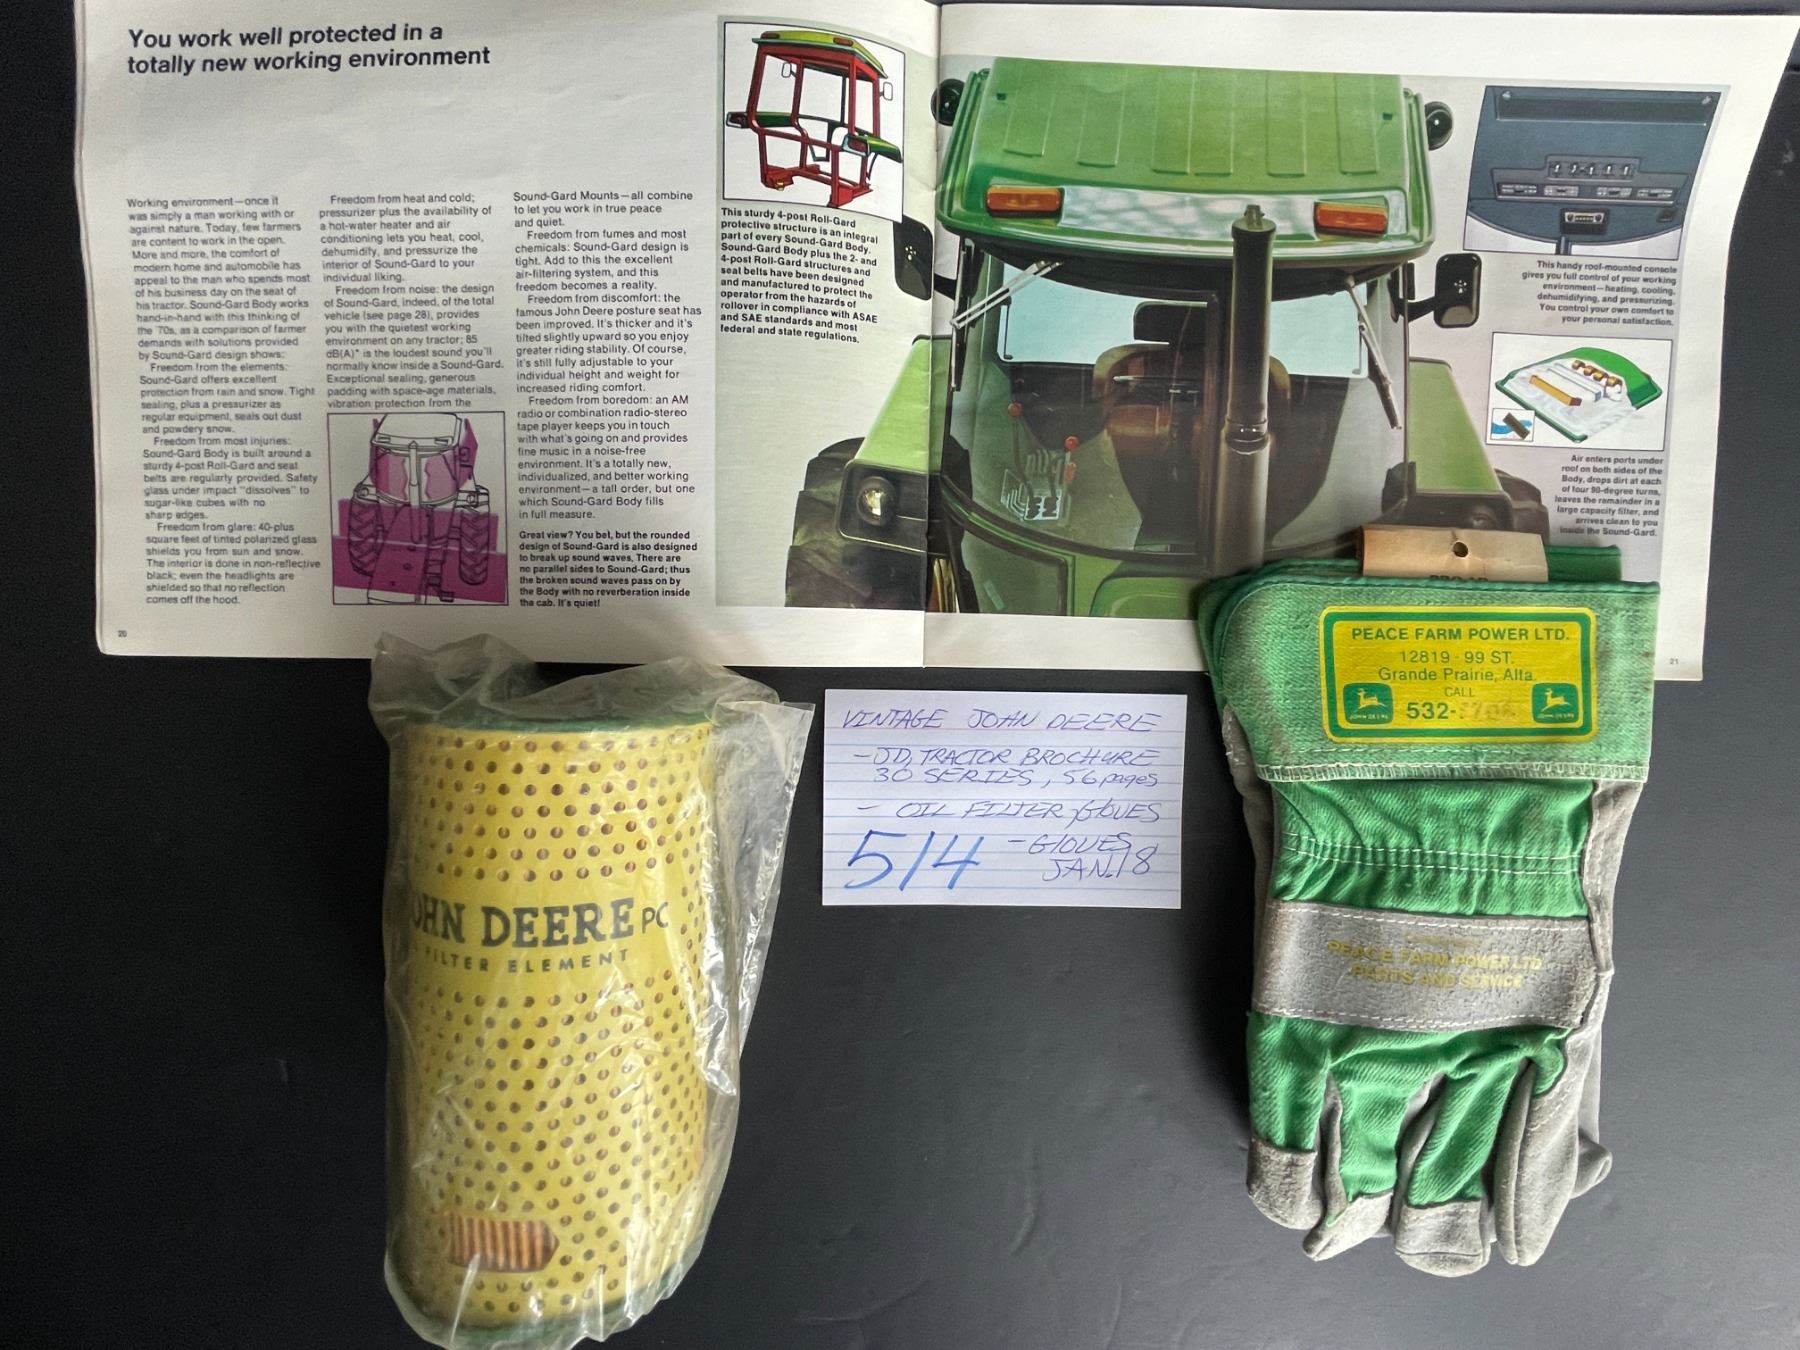 You work well protected in a
totally new working environment
Working environment—once it
was simply a man working with or
against nature. Today, few farmers
are content to work in the open.
More and more, the comfort of
modern home and automobile has
appeal to the man who spends most
of his business day on the seat of
his tractor. Sound-Gard Body works
hand-in-hand with this thinking of
the '70s, as a comparison of farmer
demands with solutions provided
by Sound-Gard design shows:
Freedom from the elements:
Sound-Gard offers excellent
protection from rain and snow. Tight
sealing, plus a pressurizer as
regular equipment, seals out dust
and powdery snow.
Freedom from most injuries:
Sound-Gard Body is built around a
sturdy 4-post Roll-Gard and seat
belts are regularly provided. Safety
glass under impact "dissolves" to
sugar-like cubes with no
sharp edges.
Freedom from glare: 40-plus
square feet of tinted polarized glass
shields you from sun and snow.
The interior is done in non-reflective
black; even the headlights are
shielded so that no reflection
comes off the hood.
20
Freedom from heat and cold;
pressurizer plus the availability of
a hot-water heater and air
conditioning lets you heat, cool,
dehumidify, and pressurize the
interior of Sound-Gard to your
individual liking.
Freedom from noise: the design
of Sound-Gard, indeed, of the total
vehicle (see page 28), provides
you with the quietest working
environment on any tractor; 85
dB(A)* is the loudest sound you'll
normally know inside a Sound-Gard.
Exceptional sealing, generous
padding with space-age materials,
vibration protection from the
Sound-Gard Mounts—all combine
to let you work in true peace
and quiet.
Freedom from fumes and most
chemicals: Sound-Gard design is
tight. Add to this the excellent
air-filtering system, and this
freedom becomes a reality.
Freedom from discomfort: the
famous John Deere posture seat has
been improved. It's thicker and it's
tilted slightly upward so you enjoy
greater riding stability. Of course,
it's still fully adjustable to your
individual height and weight for
increased riding comfort.
Freedom from boredom: an AM
radio or combination radio-stereo
tape player keeps you in touch
with what's going on and provides
fine music in a noise-free
environment. It's a totally new,
individualized, and better working
environment—a tall order, but one
which Sound-Gard Body fills
in full measure.
Great view? You bet, but the rounded
design of Sound-Gard is also designed
to break up sound waves. There are
no parallel sides to Sound-Gard; thus
the broken sound waves pass on by
the Body with no reverberation inside
the cab. It's quiet!
This sturdy 4-post Roll-Gard
protective structure is an integral
part of every Sound-Gard Body.
Sound-Gard Body plus the 2- and
4-post Roll-Gard structures and
seat belts have been designed
and manufactured to protect the
operator from the hazards of
rollover in compliance with ASAE
and SAE standards and most
federal and state regulations.
This handy roof-mounted console
gives you full control of your working
environment—heating, cooling,
dehumidifying, and pressurizing.
You control your own comfort to
your personal satisfaction.
Air enters ports under
roof on both sides of the
Body, drops dirt at each
of four 90-degree turns,
leaves the remainder in a
large capacity filter, and
arrives clean to you
inside the Sound-Gard.
21
PEACE FARM POWER LTD.
12819 - 99 ST.
Grande Prairie, Alta.
CALL
532-
JOHN DEERE
JOHN DEERE
PEACE FARM POWER LTD
PARTS AND SERVICE
VINTAGE JOHN DEERE
- JD, TRACTOR BROCHURE
30 SERIES, 56 pages
- OIL FILTER, GLOVES
514 - GLOVES
JAN. 18
OHN DEERE PC
FILTER ELEMENT